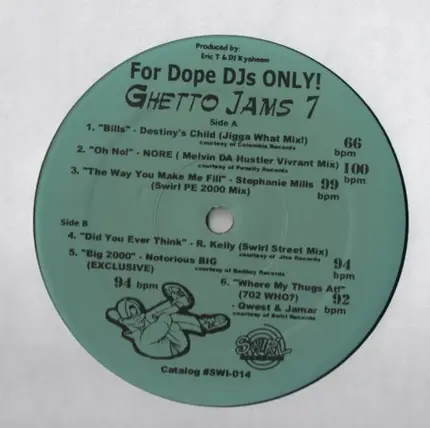 Produced by:
Eric T & DJ Kyaheem
For Dope DJs ONLY!
GHETTO JAMS 7
Side A
1. "Bills" - Destiny's Child (Jigga What Mix!) 66 bpm
courtesy of Columbia Records
2. "Oh No!" - NORE ( Melvin DA Hustler Vivrant Mix) 100 bpm
courtesy of Penalty Records
3. "The Way You Make Me Fill" - Stephanie Mills 99 bpm
(Swirl PE 2000 Mix)
Side B
4. "Did You Ever Think" - R. Kelly (Swirl Street Mix) 94 bpm
courtesy of Jive Records
5. "Big 2000" - Notorious BIG
(EXCLUSIVE) courtesy of Badboy Records
94 bpm
6. "Where My Thugs At!" 92 bpm
(702 WHO?)
- Qwest & Jamar
courtesy of Swirl Records
SWIRL
Catalog #SWI-014